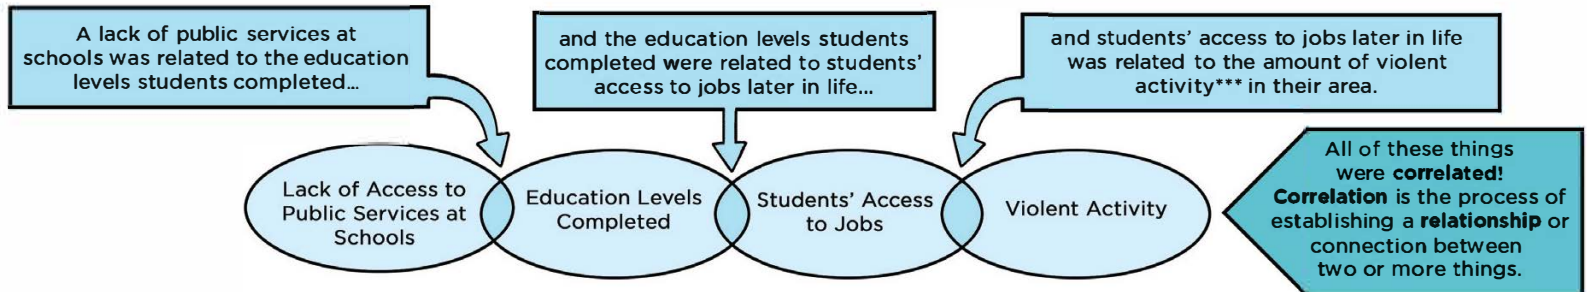 A lack of public services at
schools was related to the education
levels students completed...
and the education levels students
completed were related to students'
access to jobs later in life...
and students' access to jobs later in life
was related to the amount of violent
activity*** in their area.
Lack of Access to
Public Services at
Schools
Education Levels
Completed
Students' Access
to Jobs
Violent Activity
All of these things
were correlated!
Correlation is the process of
establishing a relationship or
connection between
two or more things.